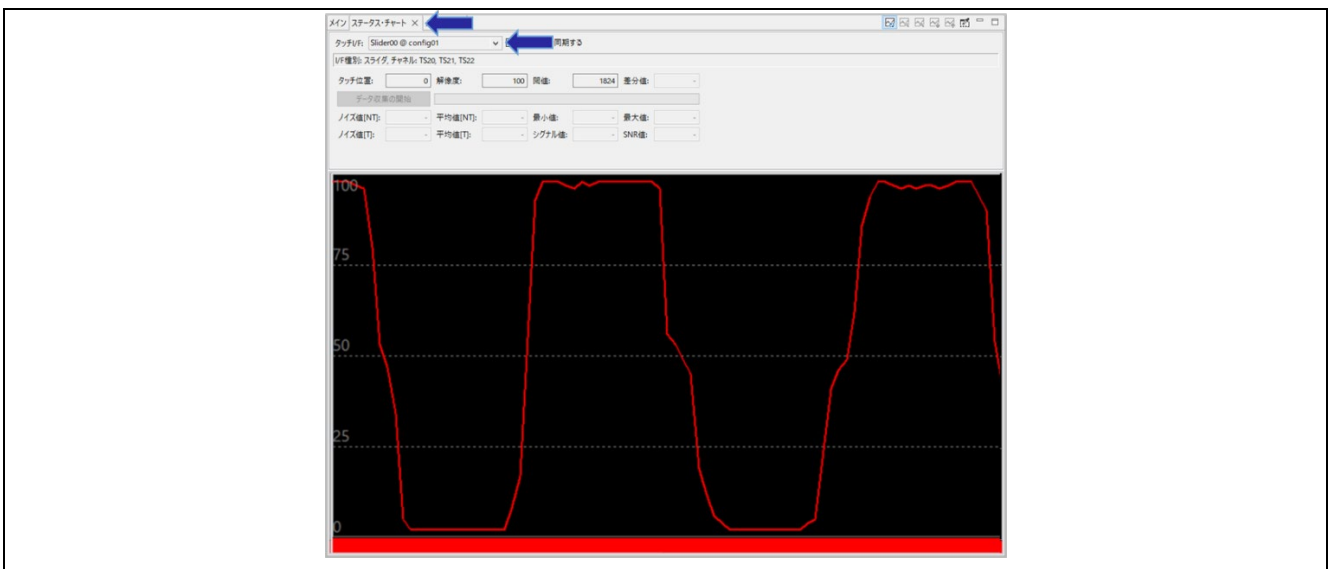 メイン ステータス・チャート
タッチI/F: Slider00 @ config01 同期する
I/F種別: スライダ, チャネル: TS20, TS21, TS22
タッチ位置: 0 解像度: 100 閾値: 1824 差分値: -
データ収集の開始
ノイズ値[NT]: - 平均値[NT]: - 最小値: - 最大値: -
ノイズ値[T]: - 平均値[T]: - シグナル値: - SNR値: -
100
75
50
25
0